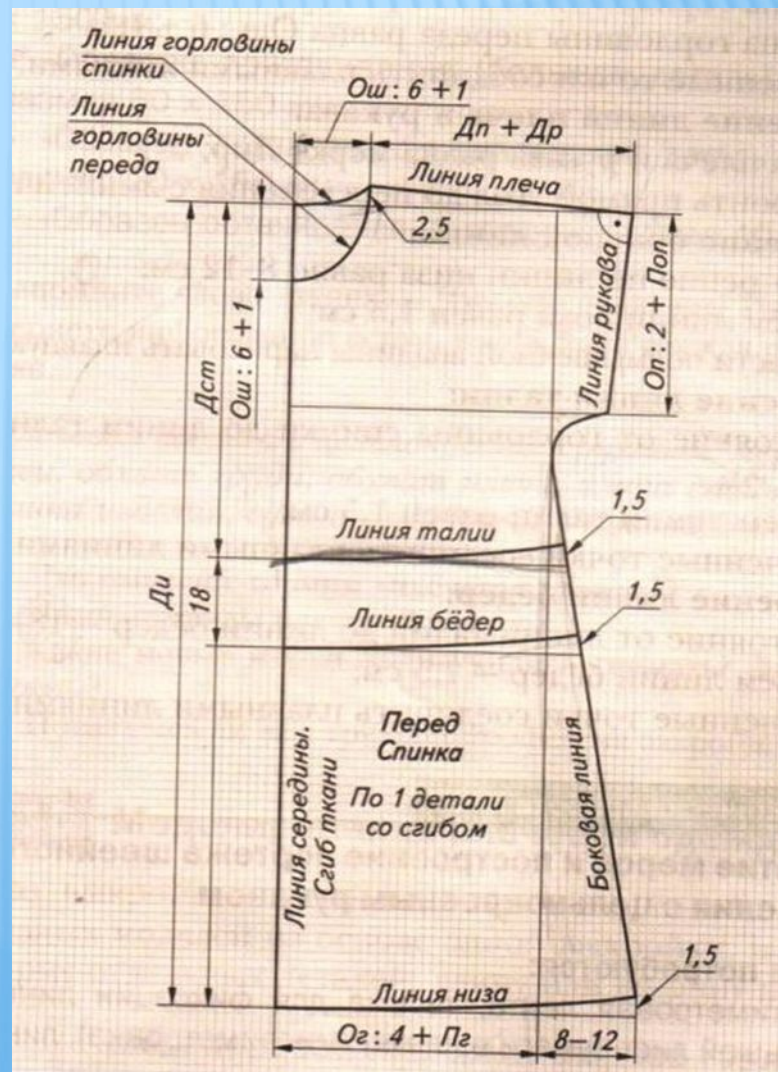 Линия горловины
спинки
Линия
горловины
переда
Ош : 6 + 1
Дп + Др
Линия плеча
2,5
Линия рукава
Оп : 2 + Поп
Ош : 6 + 1
Дст
Ди
18
Линия талии
1,5
Линия бёдер
1,5
Перед
Спинка
По 1 детали
со сгибом
Линия середины.
Сгиб ткани
Боковая линия
Линия низа
1,5
Ог : 4 + Пг
8–12